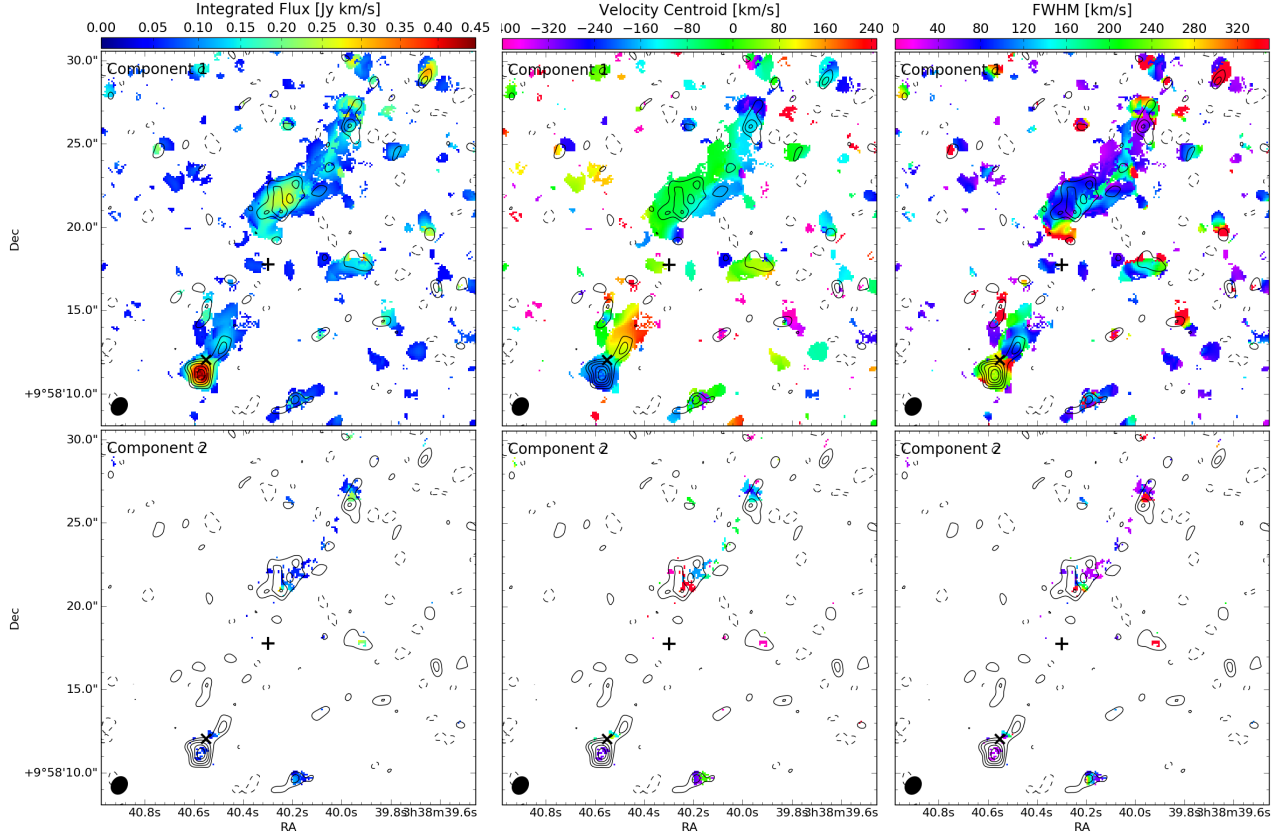 Integrated Flux [Jy km/s]
Velocity Centroid [km/s]
FWHM [km/s]
0.00 0.05 0.10 0.15 0.20 0.25 0.30 0.35 0.40 0.45
400 −320 −240 −160 −80 0 80 160 240
0 40 80 120 160 200 240 280 320
Component 1
Component 1
Component 1
30.0"
25.0"
20.0"
15.0"
+9°58'10.0"
Dec
Component 2
Component 2
Component 2
30.0"
25.0"
20.0"
15.0"
+9°58'10.0"
Dec
40.8s 40.6s 40.4s 40.2s 40.0s 39.8s 3h38m39.6s
40.8s 40.6s 40.4s 40.2s 40.0s 39.8s 3h38m39.6s
40.8s 40.6s 40.4s 40.2s 40.0s 39.8s 3h38m39.6s
RA
RA
RA